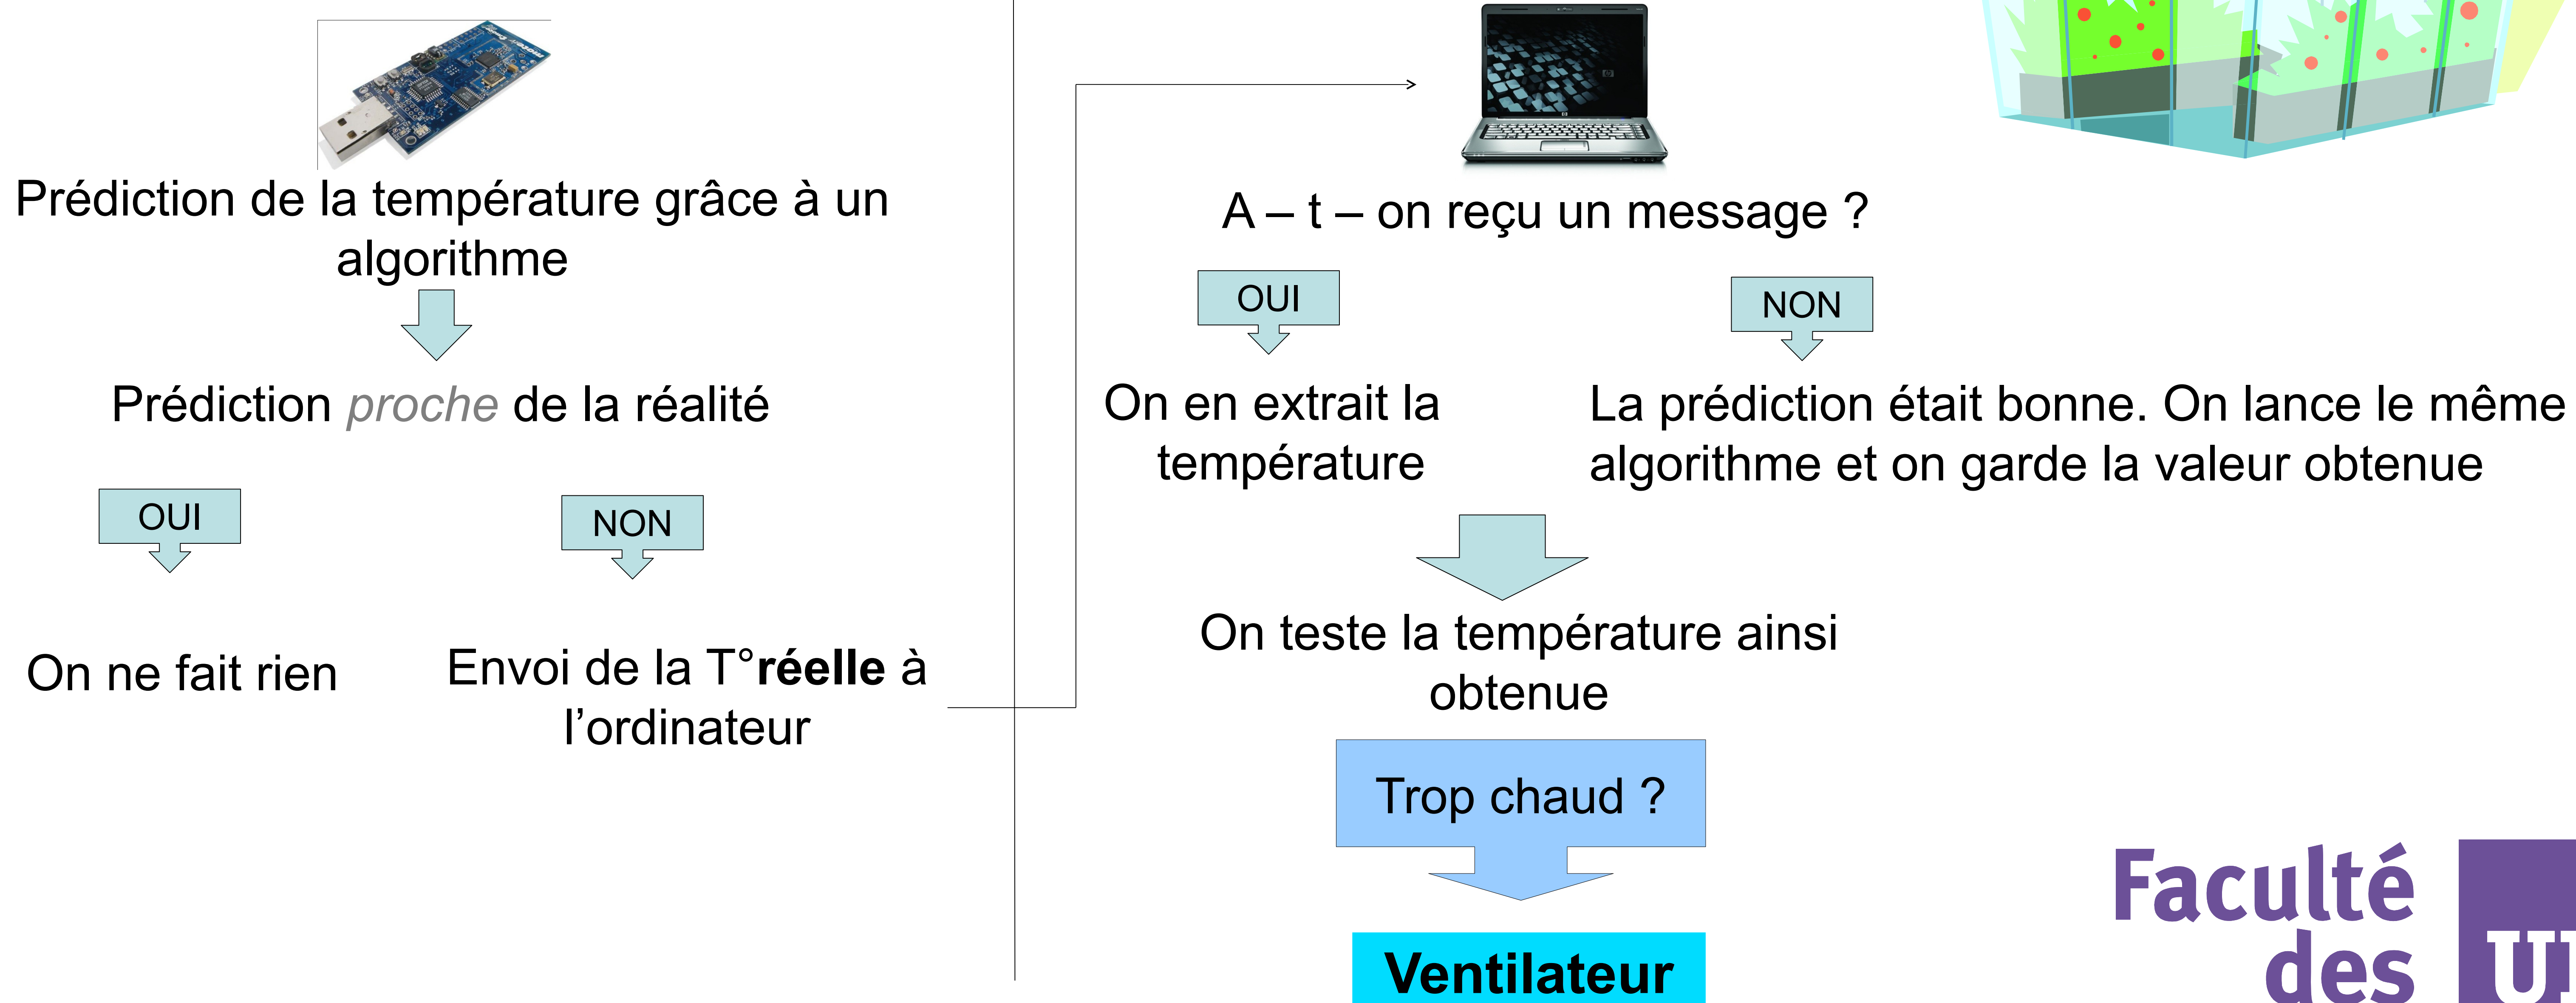 Prédiction de la température grâce à un
algorithme
Prédiction proche de la réalité
OUI
NON
On ne fait rien
Envoi de la T°réelle à
l’ordinateur
A – t – on reçu un message ?
OUI
NON
On en extrait la
température
La prédiction était bonne. On lance le même
algorithme et on garde la valeur obtenue
On teste la température ainsi
obtenue
Trop chaud ?
Ventilateur
Faculté
des